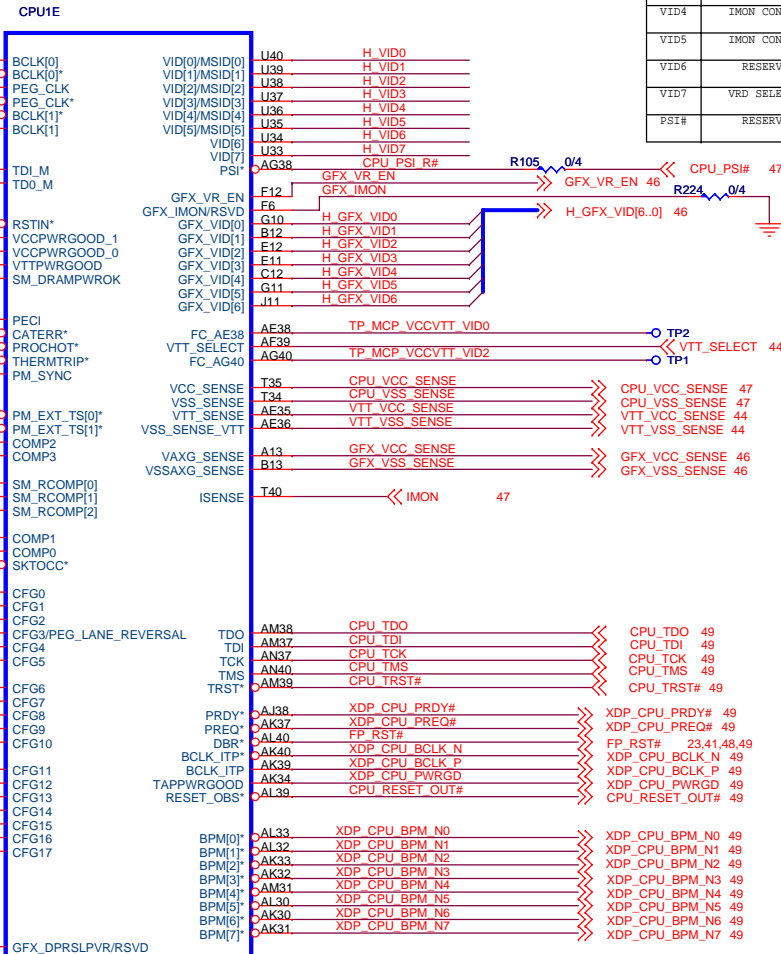 CPU1E
VID4 IMON CON
VID5 IMON CON
VID6 RESERV
VID7 VRD SELE
PSI# RESERV
BCLK[0] VID[0]/MSID[0] U40 H_VID0
BCLK[0]* VID[1]/MSID[1] U39 H_VID1
PEG_CLK VID[2]/MSID[2] U38 H_VID2
PEG_CLK* VID[3]/MSID[3] U37 H_VID3
BCLK[1]* VID[4]/MSID[4] U36 H_VID4
BCLK[1] VID[5]/MSID[5] U35 H_VID5
VID[6] U34 H_VID6
VID[7] U33 H_VID7
TDI_M PSI* AG38 CPU_PSI_R# R105 0/4 CPU_PSI# 47
TD0_M
GFX_VR_EN F12 GFX_VR_EN GFX_VR_EN 46
GFX_IMON/RSVD F6 GFX_IMON R224 0/4
RSTIN* GFX_VID[0] G10 H_GFX_VID0 H_GFX_VID[6..0] 46
VCCPWRGOOD_1 GFX_VID[1] B12 H_GFX_VID1
VCCPWRGOOD_0 GFX_VID[2] E12 H_GFX_VID2
VTTPWRGOOD GFX_VID[3] E11 H_GFX_VID3
SM_DRAMPWROK GFX_VID[4] C12 H_GFX_VID4
GFX_VID[5] G11 H_GFX_VID5
GFX_VID[6] J11 H_GFX_VID6
PECI
CATERR* FC_AE38 AE38 TP_MCP_VCCVTT_VID0 TP2
PROCHOT* VTT_SELECT AF39 VTT_SELECT 44
THERMTRIP* FC_AG40 AG40 TP_MCP_VCCVTT_VID2 TP1
PM_SYNC
VCC_SENSE T35 CPU_VCC_SENSE CPU_VCC_SENSE 47
VSS_SENSE T34 CPU_VSS_SENSE CPU_VSS_SENSE 47
PM_EXT_TS[0]* VTT_SENSE AE35 VTT_VCC_SENSE VTT_VCC_SENSE 44
PM_EXT_TS[1]* VSS_SENSE_VTT AE36 VTT_VSS_SENSE VTT_VSS_SENSE 44
COMP2
COMP3 VAXG_SENSE A13 GFX_VCC_SENSE GFX_VCC_SENSE 46
VSSAXG_SENSE B13 GFX_VSS_SENSE GFX_VSS_SENSE 46
SM_RCOMP[0]
SM_RCOMP[1] ISENSE T40 IMON 47
SM_RCOMP[2]
COMP1
COMP0
SKTOCC*
CFG0
CFG1
CFG2
CFG3/PEG_LANE_REVERSAL TDO AM38 CPU_TDO CPU_TDO 49
CFG4 TDI AM37 CPU_TDI CPU_TDI 49
CFG5 TCK AN37 CPU_TCK CPU_TCK 49
TMS AN40 CPU_TMS CPU_TMS 49
CFG6 TRST* AM39 CPU_TRST# CPU_TRST# 49
CFG7
CFG8 PRDY* AJ38 XDP_CPU_PRDY# XDP_CPU_PRDY# 49
CFG9 PREQ* AK37 XDP_CPU_PREQ# XDP_CPU_PREQ# 49
CFG10 DBR* AL40 FP_RST# FP_RST# 23,41,48,49
BCLK_ITP* AK40 XDP_CPU_BCLK_N XDP_CPU_BCLK_N 49
CFG11 BCLK_ITP AK39 XDP_CPU_BCLK_P XDP_CPU_BCLK_P 49
CFG12 TAPPWRGOOD AK34 XDP_CPU_PWRGD XDP_CPU_PWRGD 49
CFG13 RESET_OBS* AL39 CPU_RESET_OUT# CPU_RESET_OUT# 49
CFG14
CFG15
CFG16 BPM[0]* AL33 XDP_CPU_BPM_N0 XDP_CPU_BPM_N0 49
CFG17 BPM[1]* AL32 XDP_CPU_BPM_N1 XDP_CPU_BPM_N1 49
BPM[2]* AK33 XDP_CPU_BPM_N2 XDP_CPU_BPM_N2 49
BPM[3]* AK32 XDP_CPU_BPM_N3 XDP_CPU_BPM_N3 49
BPM[4]* AM31 XDP_CPU_BPM_N4 XDP_CPU_BPM_N4 49
BPM[5]* AL30 XDP_CPU_BPM_N5 XDP_CPU_BPM_N5 49
BPM[6]* AK30 XDP_CPU_BPM_N6 XDP_CPU_BPM_N6 49
BPM[7]* AK31 XDP_CPU_BPM_N7 XDP_CPU_BPM_N7 49
GFX_DPRSLPVR/RSVD